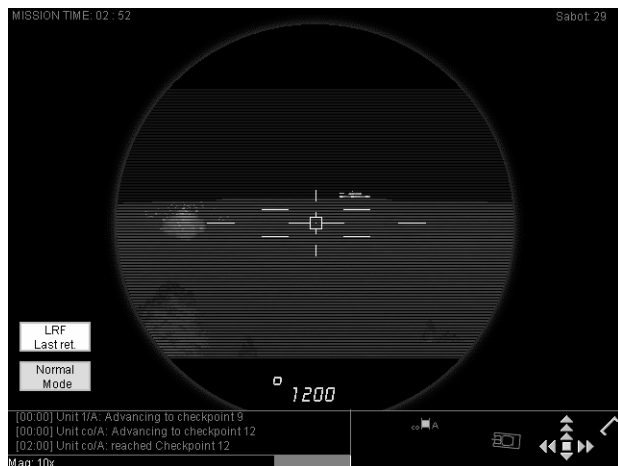 MISSION TIME: 02 : 52
Sabot: 29
LRF
Last ret.
Normal
Mode
1200
[00:00] Unit 1/A: Advancing to checkpoint 9
[00:00] Unit co/A: Advancing to checkpoint 12
[02:00] Unit co/A: reached Checkpoint 12
co A
Mag: 10x